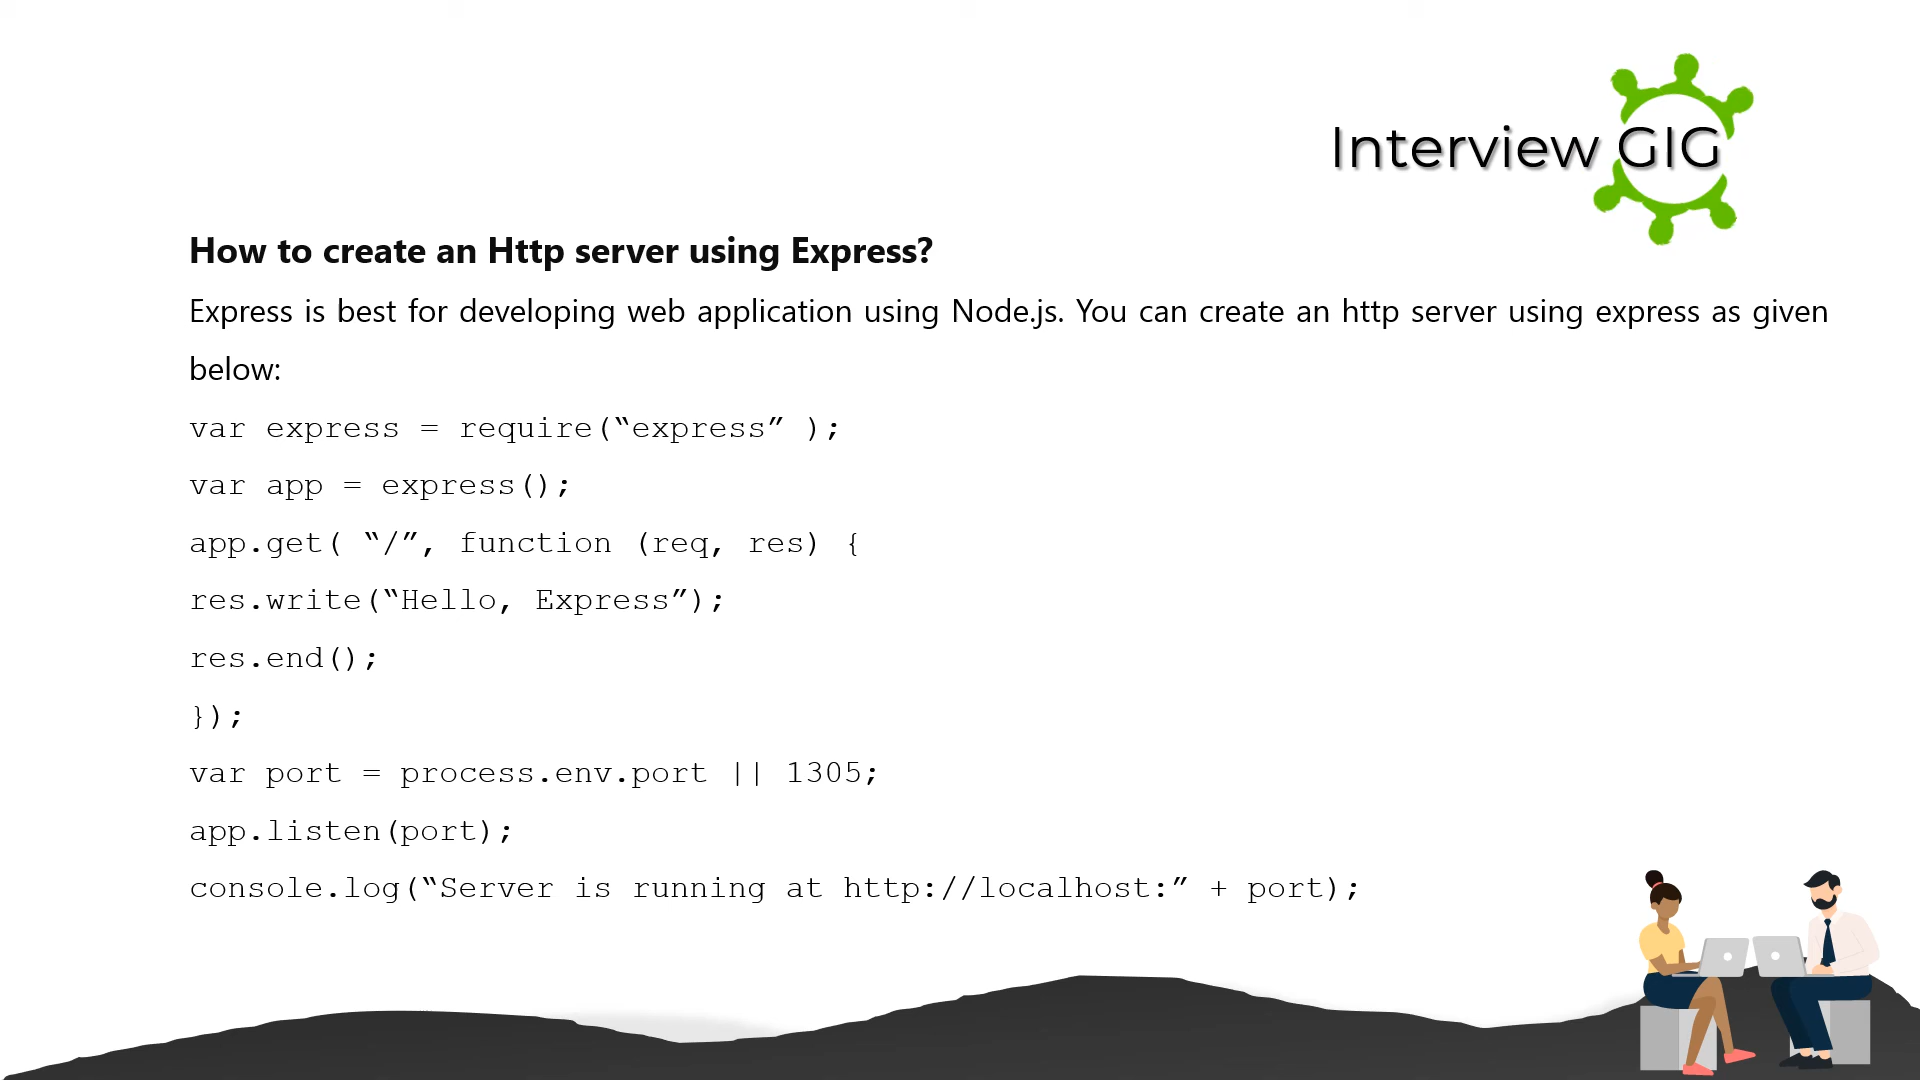 Interview GIG
How to create an Http server using Express?
Express is best for developing web application using Node.js. You can create an http server using express as given
below:
var express = require(“express” );
var app = express();
app.get( “/”, function (req, res) {
res.write(“Hello, Express”);
res.end();
});
var port = process.env.port || 1305;
app.listen(port);
console.log(“Server is running at http://localhost:” + port);